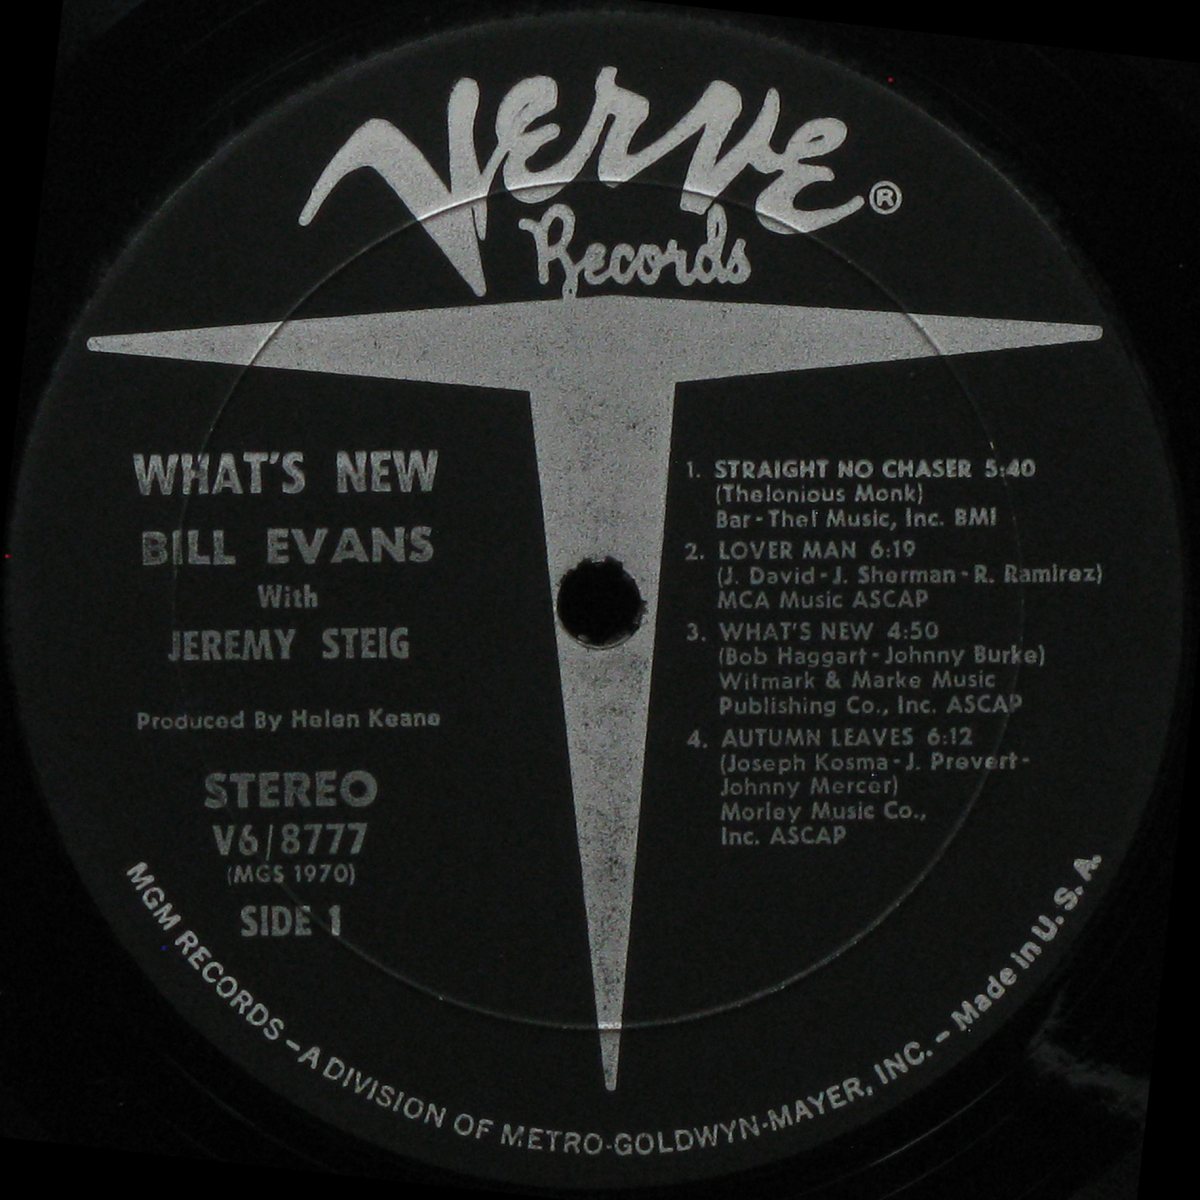 Verve ®
Records
WHAT'S NEW
BILL EVANS
With
JEREMY STEIG
Produced By Helen Keane
STEREO
V6/8777
(MGS 1970)
SIDE 1
1. STRAIGHT NO CHASER 5:40
(Thelonious Monk)
Bar-Thel Music, Inc. BMI
2. LOVER MAN 6:19
(J. David-J. Sherman-R. Ramirez)
MCA Music ASCAP
3. WHAT'S NEW 4:50
(Bob Haggart-Johnny Burke)
Witmark & Marke Music
Publishing Co., Inc. ASCAP
4. AUTUMN LEAVES 6:12
(Joseph Kosma-J. Prevert-
Johnny Mercer)
Morley Music Co.,
Inc. ASCAP
MGM RECORDS – A DIVISION OF METRO-GOLDWYN-MAYER, INC. – Made in U. S. A.